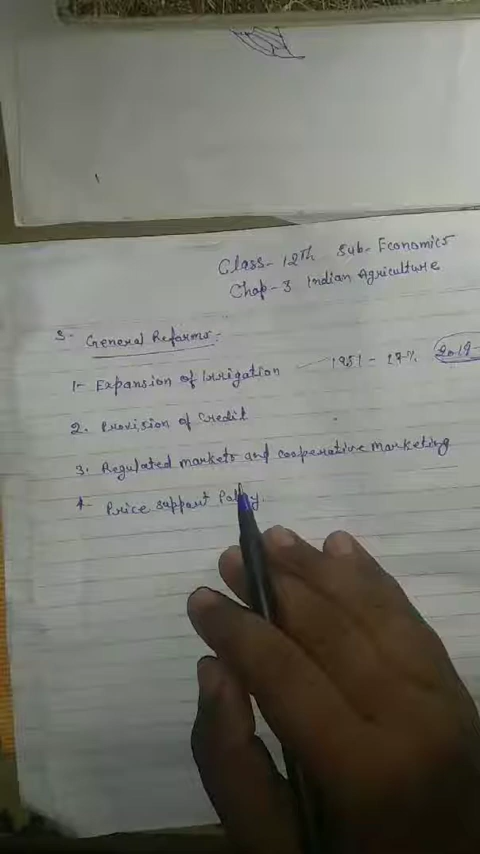 Class- 12th Sub- Economics
Chap-3 Indian Agriculture
3- General Reforms:-
1- Expansion of Irrigation - 1951 - 17%
2. Provision of Credit
3. Regulated markets and cooperative marketing
4- Price support Policy.